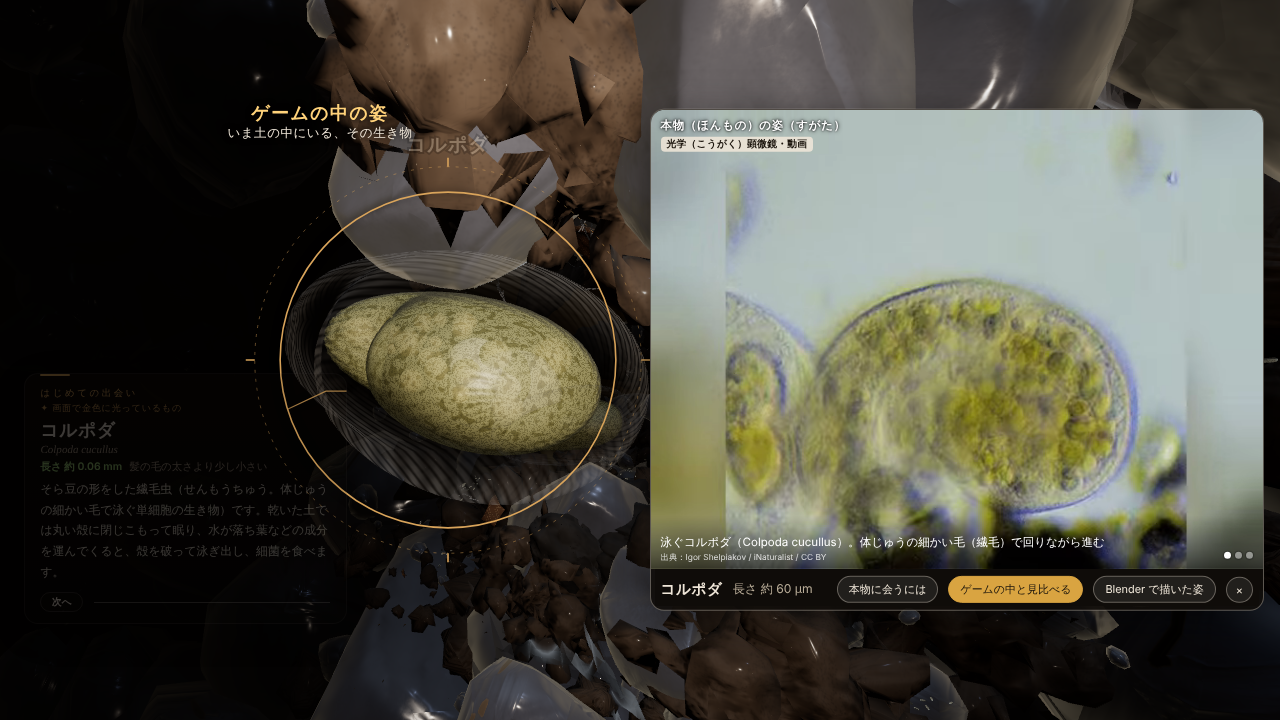 ゲームの中の姿
いま土の中にいる、その生き物
コルポダ
はじめての出会い
✦ 画面で金色に光っているもの
コルポダ
Colpoda cucullus
長さ 約 0.06 mm 髪の毛の太さより少し小さい
そら豆の形をした繊毛虫（せんもうちゅう。体じゅう
の細かい毛で泳ぐ単細胞の生き物）です。乾いた土で
は丸い殻に閉じこもって眠り、水が落ち葉などの成分
を運んでくると、殻を破って泳ぎ出し、細菌を食べま
す。
次へ
本物（ほんもの）の姿（すがた）
光学（こうがく）顕微鏡・動画
泳ぐコルポダ（Colpoda cucullus）。体じゅうの細かい毛（繊毛）で回りながら進む
出典：Igor Shelpiakov / iNaturalist / CC BY
コルポダ 長さ 約 60 µm 本物に会うには ゲームの中と見比べる Blender で描いた姿 ×